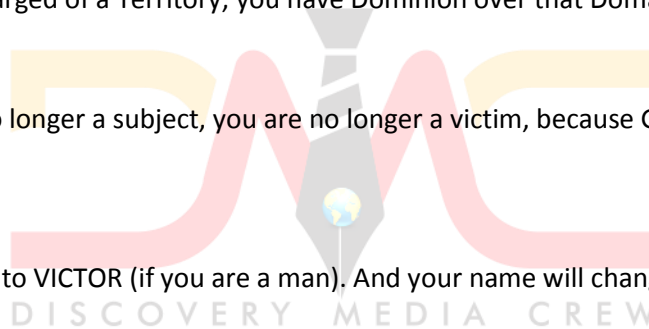 rged of a Territory, you have Dominion over that Dom
longer a subject, you are no longer a victim, because
to VICTOR (if you are a man). And your name will chan
DISCOVERY MEDIA CREW